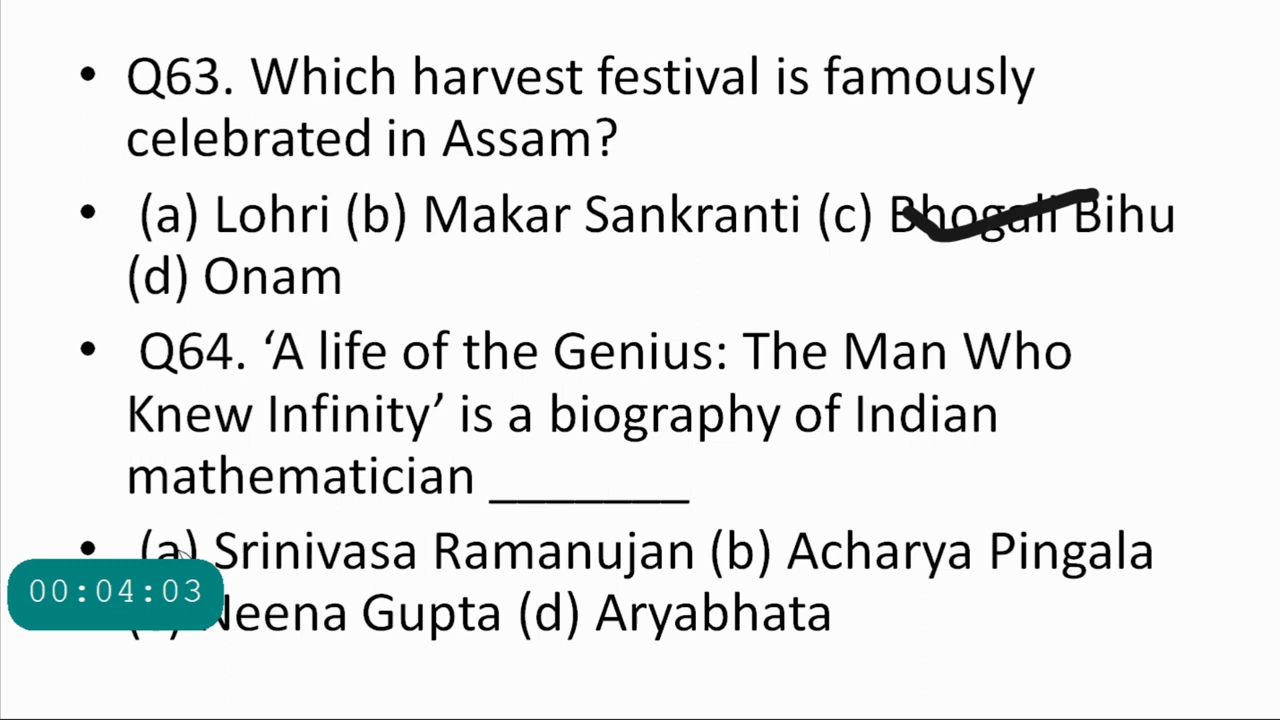 • Q63. Which harvest festival is famously
celebrated in Assam?
• (a) Lohri (b) Makar Sankranti (c) Bhogali Bihu
(d) Onam
• Q64. ‘A life of the Genius: The Man Who
Knew Infinity’ is a biography of Indian
mathematician _______
• (a) Srinivasa Ramanujan (b) Acharya Pingala
00:04:03
(c) Neena Gupta (d) Aryabhata